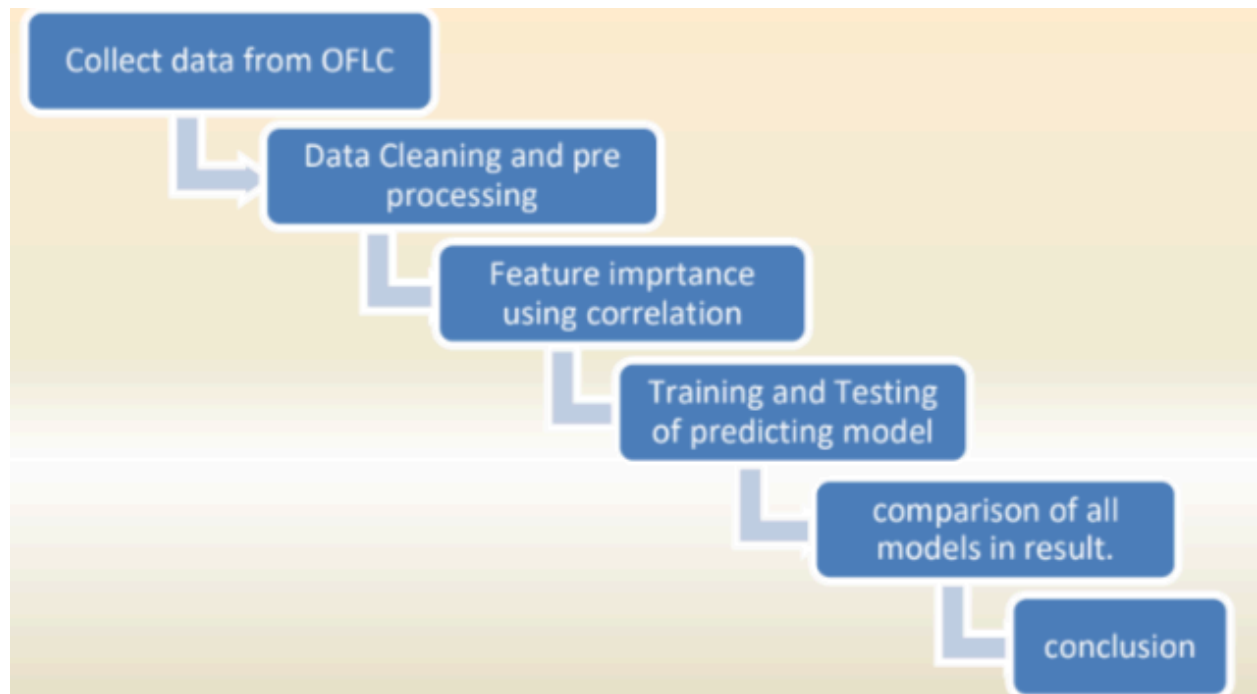 Collect data from OFLC
Data Cleaning and pre
processing
Feature imprtance
using correlation
Training and Testing
of predicting model
comparison of all
models in result.
conclusion